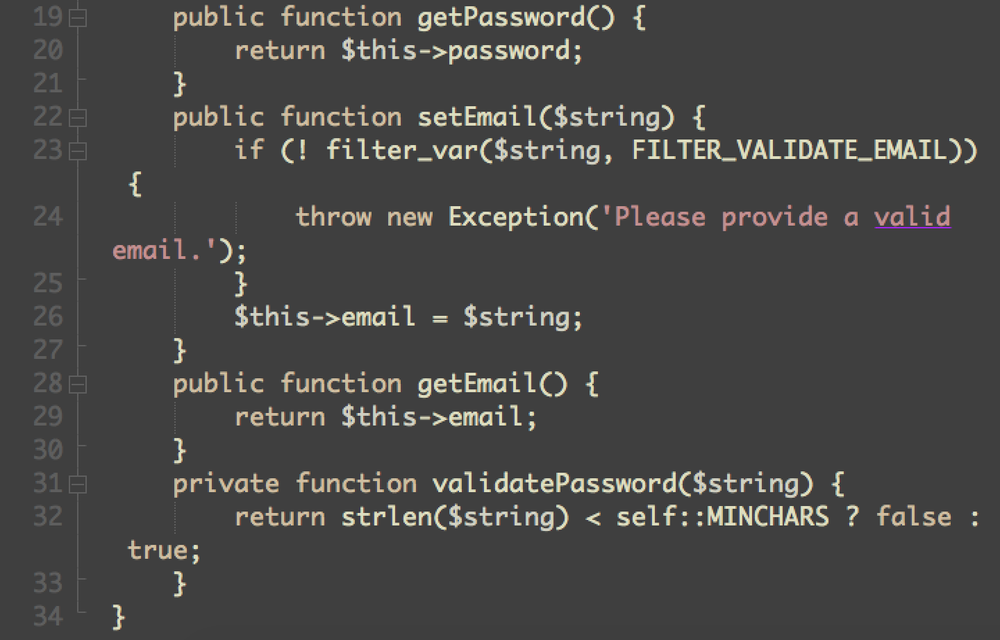 19 public function getPassword() {
20 return $this->password;
21 }
22 public function setEmail($string) {
23 if (! filter_var($string, FILTER_VALIDATE_EMAIL))
{
24 throw new Exception('Please provide a valid
email.');
25 }
26 $this->email = $string;
27 }
28 public function getEmail() {
29 return $this->email;
30 }
31 private function validatePassword($string) {
32 return strlen($string) < self::MINCHARS ? false :
true;
33 }
34 }